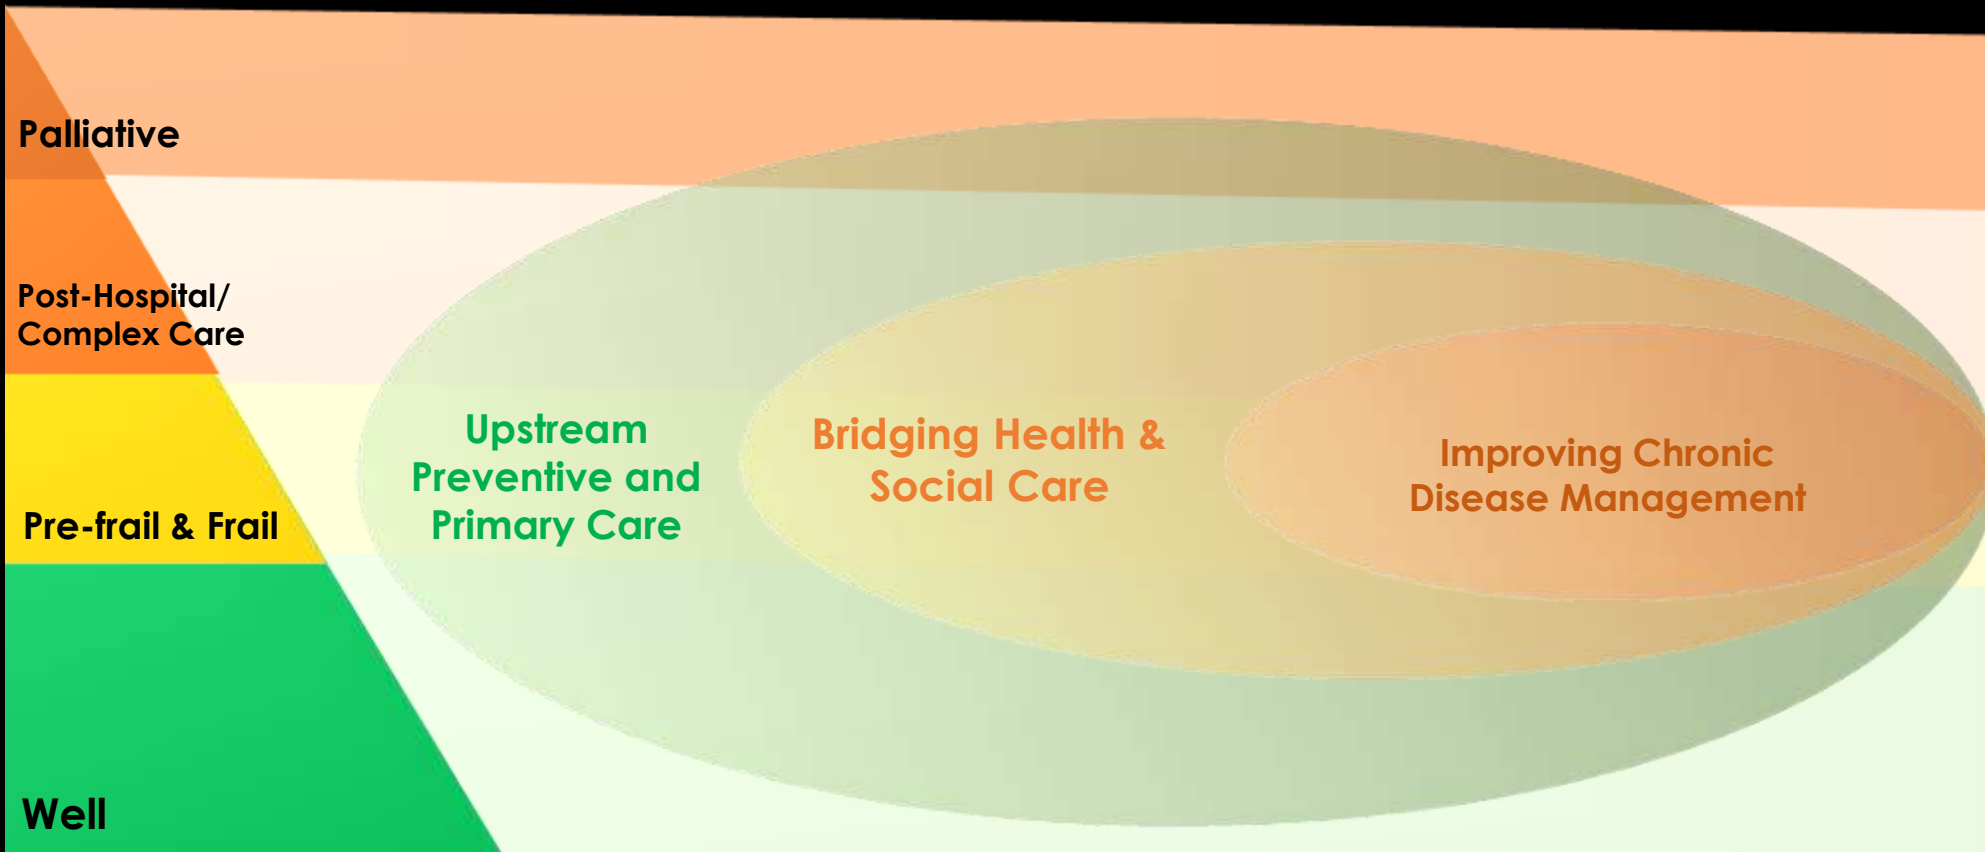 Palliative
Post-Hospital/
Complex Care
Pre-frail & Frail
Well
Upstream
Preventive and
Primary Care
Bridging Health &
Social Care
Improving Chronic
Disease Management